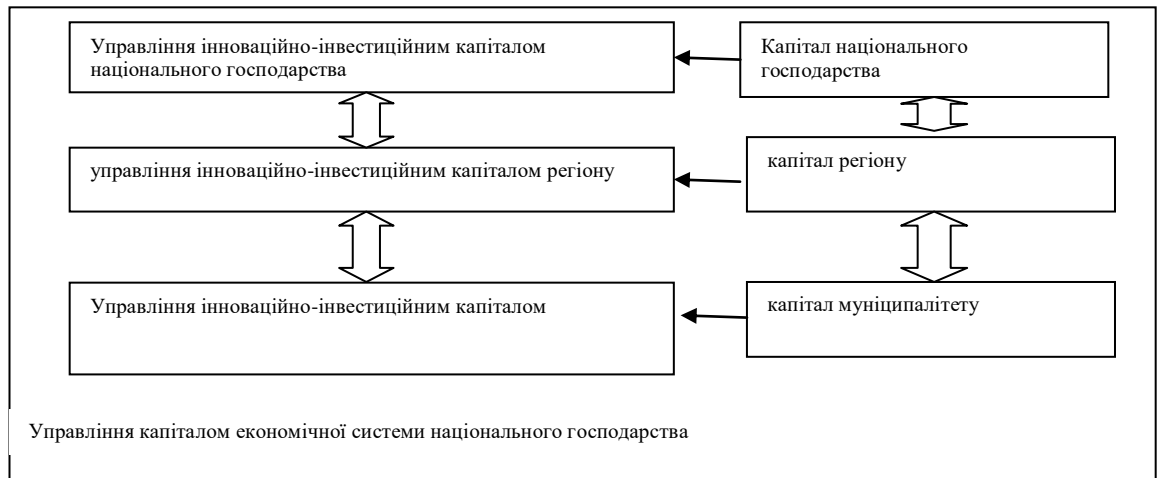 Управління інноваційно-інвестиційним капіталом
національного господарства
Капітал національного
господарства
управління інноваційно-інвестиційним капіталом регіону
капітал регіону
Управління інноваційно-інвестиційним капіталом
капітал муніципалітету
Управління капіталом економічної системи національного господарства